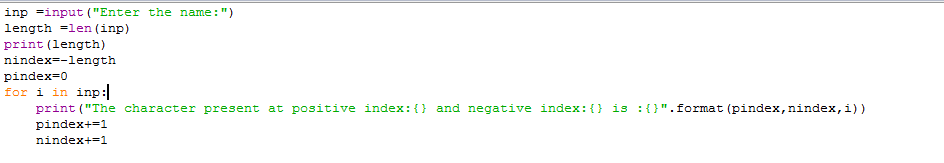 inp =input("Enter the name:")
length =len(inp)
print(length)
nindex=-length
pindex=0
for i in inp:
    print("The character present at positive index:{} and negative index:{} is :{}".format(pindex,nindex,i))
    pindex+=1
    nindex+=1